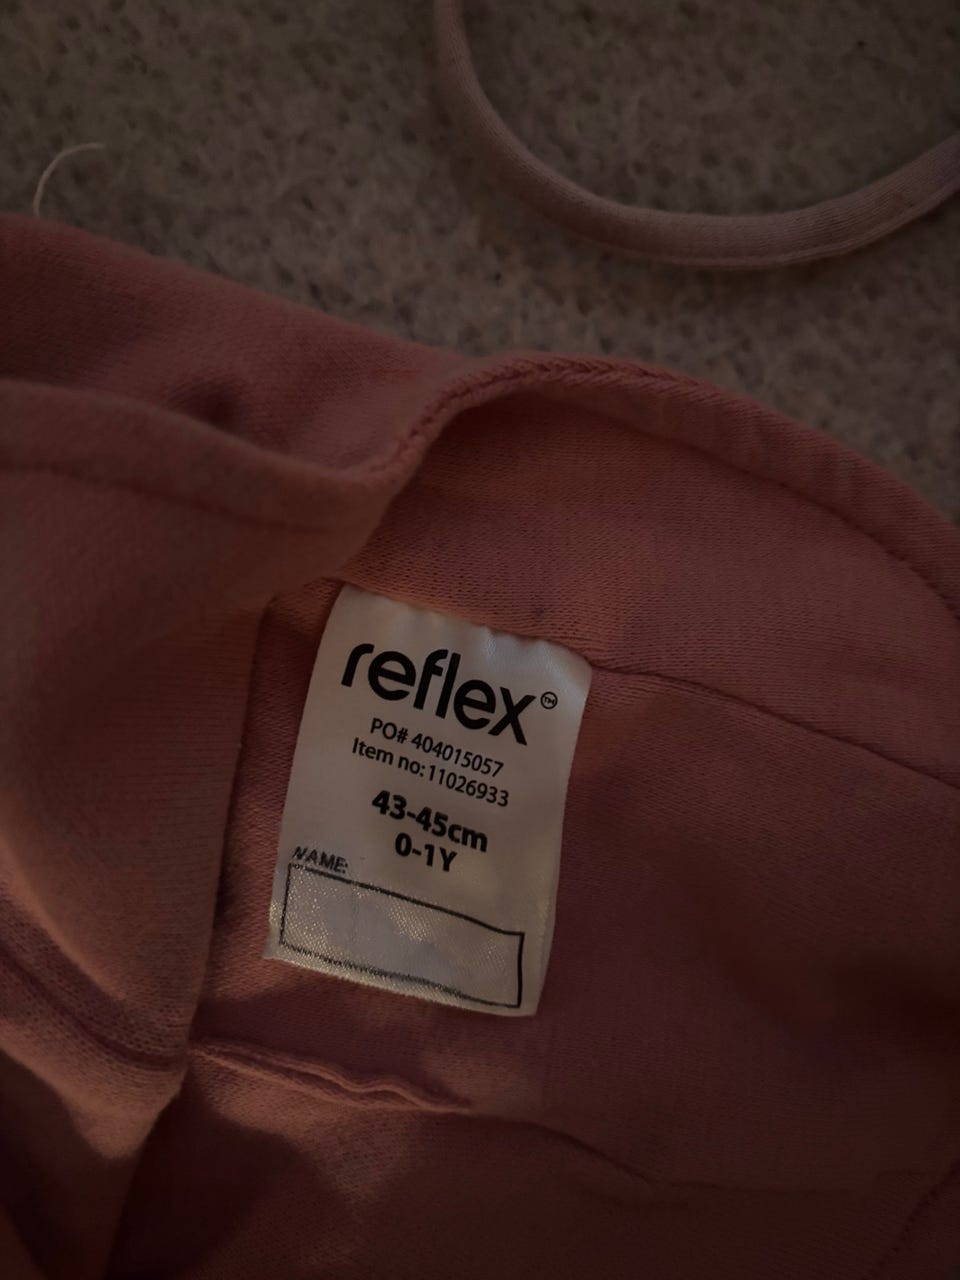 reflex™
PO# 404015057
Item no: 11026933
43-45cm
0-1Y
NAME: